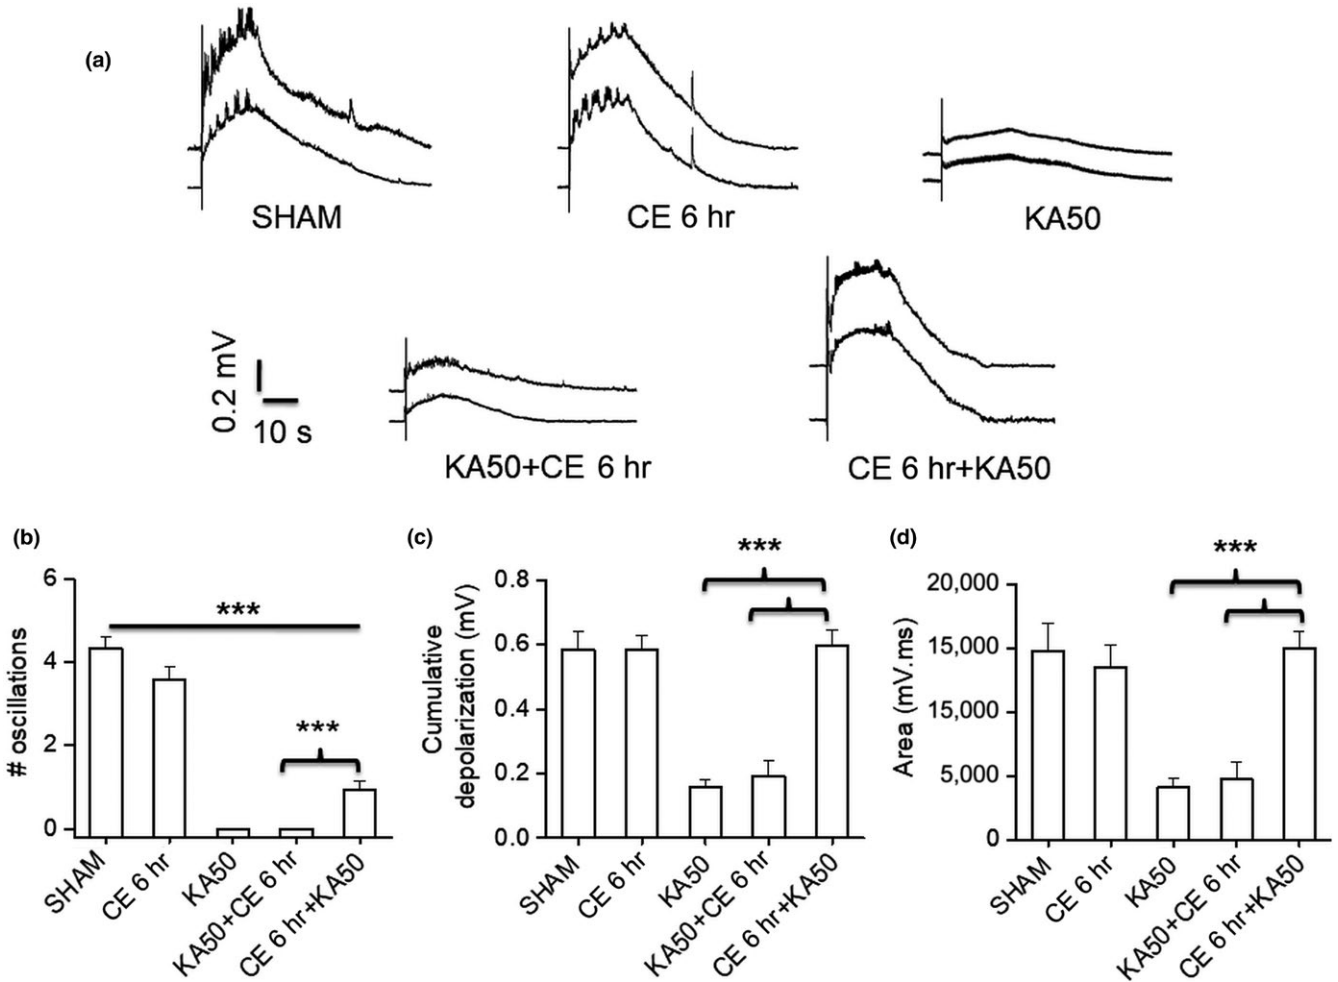 (a)
SHAM
CE 6 hr
KA50
0.2 mV
10 s
KA50+CE 6 hr
CE 6 hr+KA50
(b)
# oscillations
6
4
2
0
***
***
SHAM
CE 6 hr
KA50
KA50+CE 6 hr
CE 6 hr+KA50
(c)
Cumulative
depolarization (mV)
0.8
0.6
0.4
0.2
0.0
***
SHAM
CE 6 hr
KA50
KA50+CE 6 hr
CE 6 hr+KA50
(d)
Area (mV.ms)
20,000
15,000
15,000
5,000
0
***
SHAM
CE 6 hr
KA50
KA50+CE 6 hr
CE 6 hr+KA50